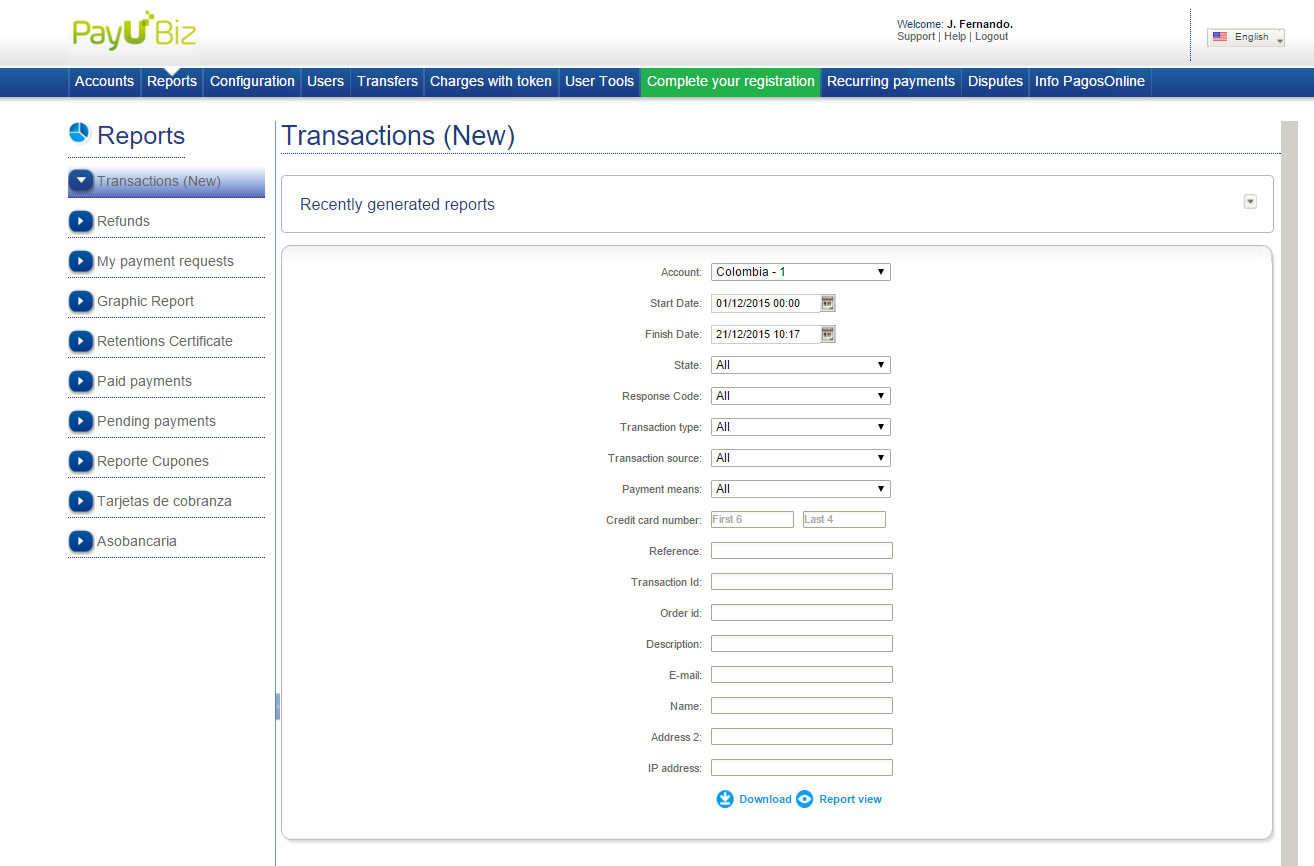 PayU Biz
Welcome: J. Fernando.
Support | Help | Logout
English
Accounts Reports Configuration Users Transfers Charges with token User Tools Complete your registration Recurring payments Disputes Info PagosOnline
Reports
Transactions (New)
Refunds
My payment requests
Graphic Report
Retentions Certificate
Paid payments
Pending payments
Reporte Cupones
Tarjetas de cobranza
Asobancaria
Transactions (New)
Recently generated reports
Account: Colombia - 1
Start Date: 01/12/2015 00:00
Finish Date: 21/12/2015 10:17
State: All
Response Code: All
Transaction type: All
Transaction source: All
Payment means: All
Credit card number: First 6 Last 4
Reference:
Transaction Id:
Order id:
Description:
E-mail:
Name:
Address 2:
IP address:
Download Report view